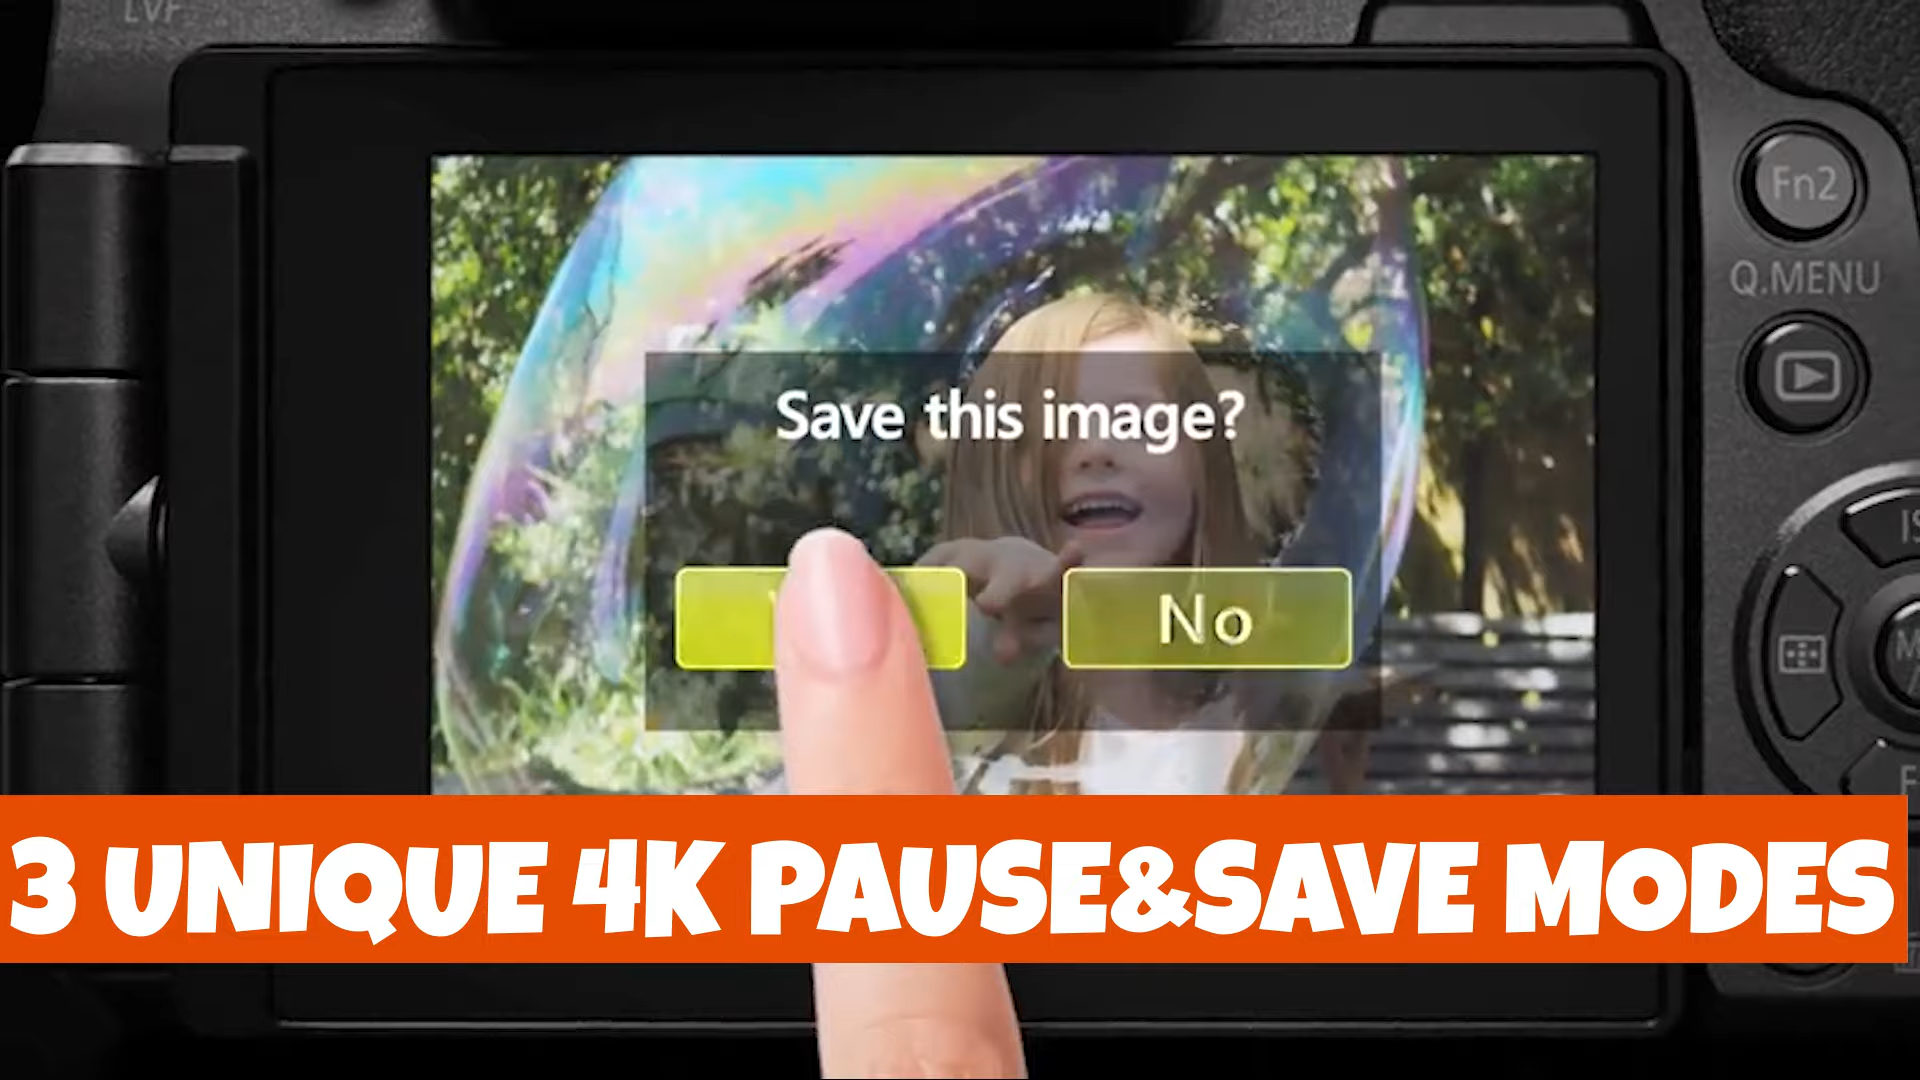 LVF
Fn2
Q.MENU
Save this image?
No
3 UNIQUE 4K PAUSE&SAVE MODES